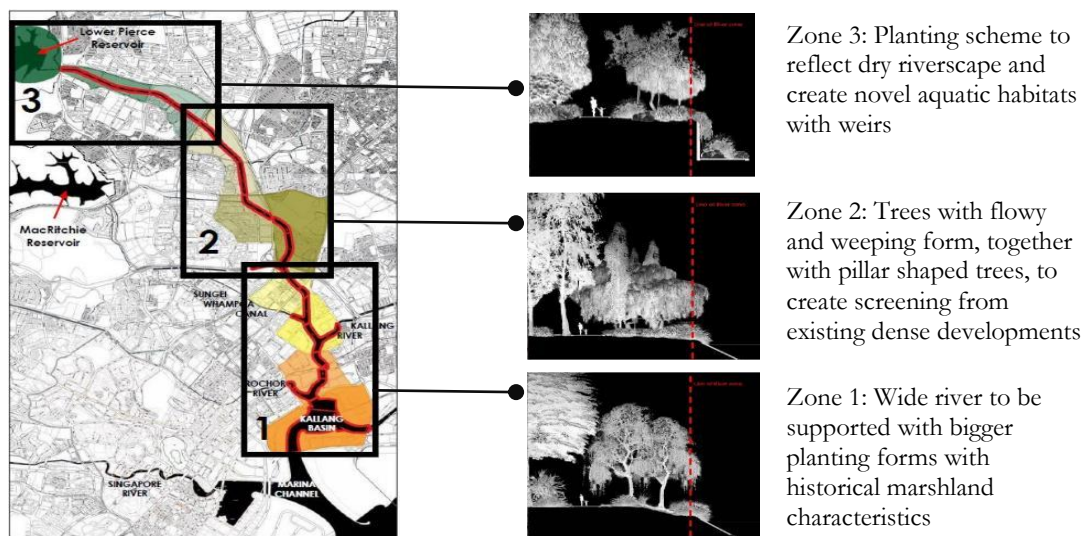 Lower Pierce
Reservoir
3
MacRitchie
Reservoir
2
SUNGEI
WHAMPOA
CANAL
KALLANG
RIVER
ROCHOR
RIVER
1
KALLANG
BASIN
SINGAPORE
RIVER
MARINA
CHANNEL
Zone 3: Planting scheme to
reflect dry riverscape and
create novel aquatic habitats
with weirs
Zone 2: Trees with flowy
and weeping form, together
with pillar shaped trees, to
create screening from
existing dense developments
Zone 1: Wide river to be
supported with bigger
planting forms with
historical marshland
characteristics